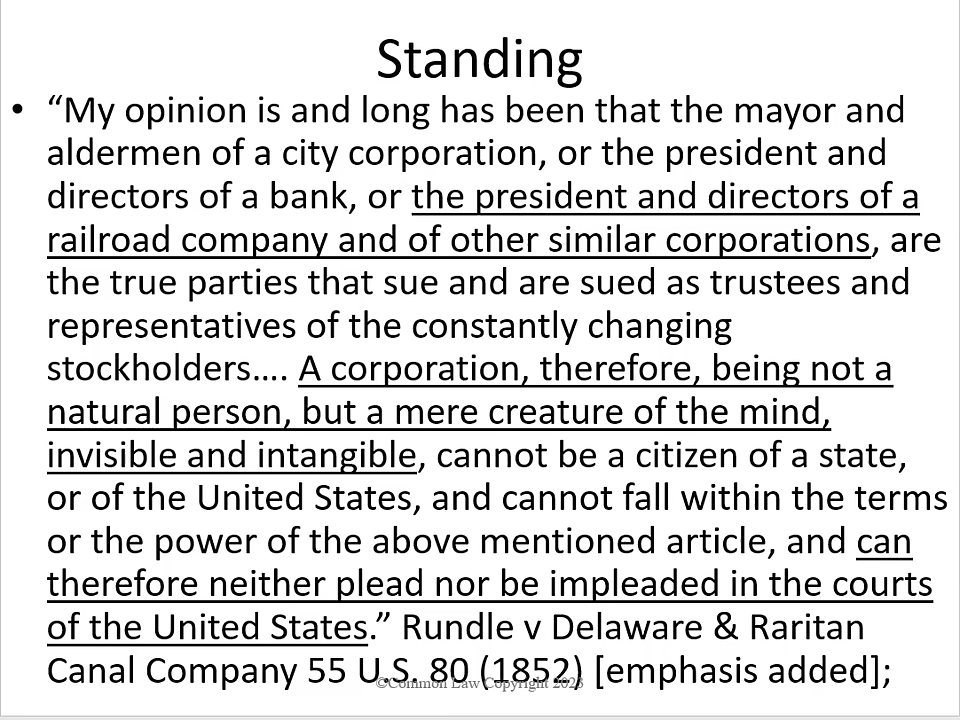 Standing
• “My opinion is and long has been that the mayor and
aldermen of a city corporation, or the president and
directors of a bank, or the president and directors of a
railroad company and of other similar corporations, are
the true parties that sue and are sued as trustees and
representatives of the constantly changing
stockholders…. A corporation, therefore, being not a
natural person, but a mere creature of the mind,
invisible and intangible, cannot be a citizen of a state,
or of the United States, and cannot fall within the terms
or the power of the above mentioned article, and can
therefore neither plead nor be impleaded in the courts
of the United States.” Rundle v Delaware & Raritan
Canal Company 55 U.S. 80 (1852) [emphasis added];
©Common Law Copyright 2023